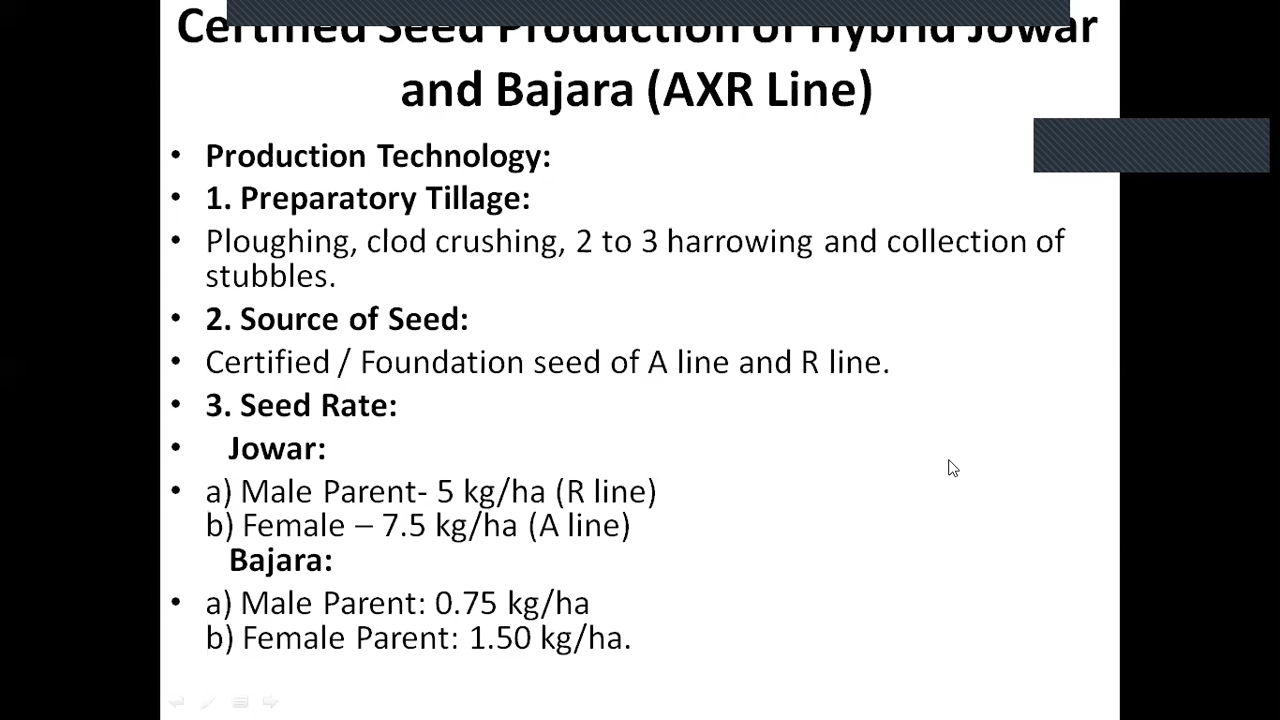 Certified Seed Production of Hybrid Jowar
and Bajara (AXR Line)
• Production Technology:
• 1. Preparatory Tillage:
• Ploughing, clod crushing, 2 to 3 harrowing and collection of
stubbles.
• 2. Source of Seed:
• Certified / Foundation seed of A line and R line.
• 3. Seed Rate:
• Jowar:
• a) Male Parent- 5 kg/ha (R line)
b) Female – 7.5 kg/ha (A line)
Bajara:
• a) Male Parent: 0.75 kg/ha
b) Female Parent: 1.50 kg/ha.